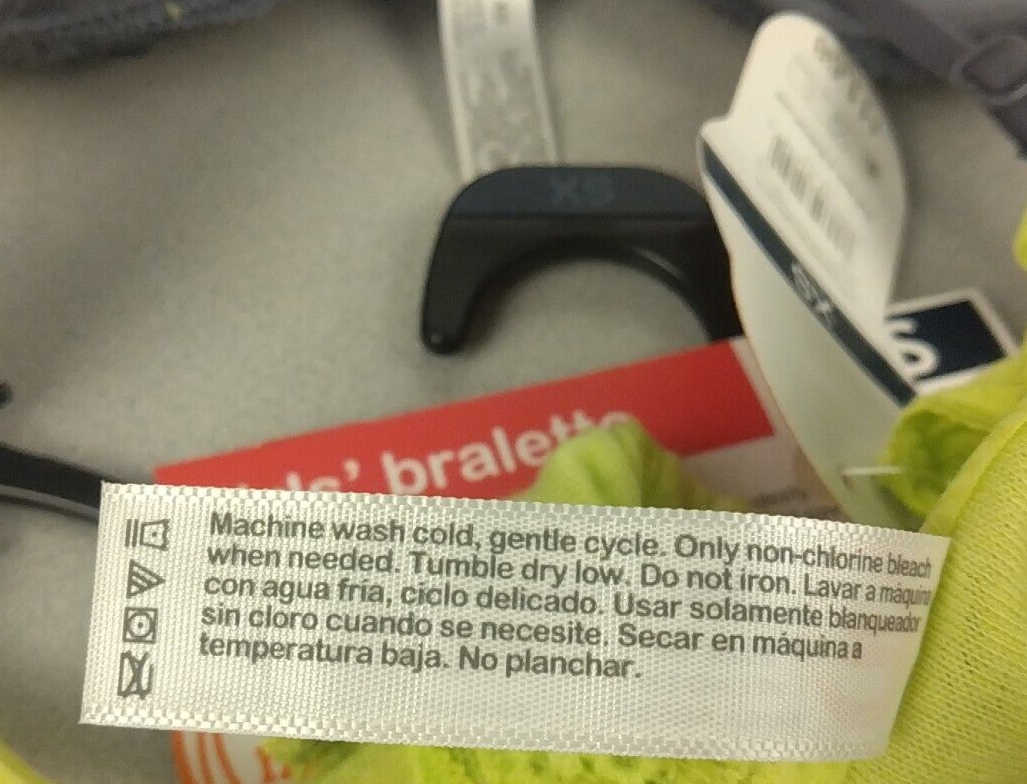 XS
St.
bralette
Machine wash cold, gentle cycle. Only non-chlorine bleach
when needed. Tumble dry low. Do not iron. Lavar a máquina
con agua fría, ciclo delicado. Usar solamente blanqueador
sin cloro cuando se necesite. Secar en máquina a
temperatura baja. No planchar.